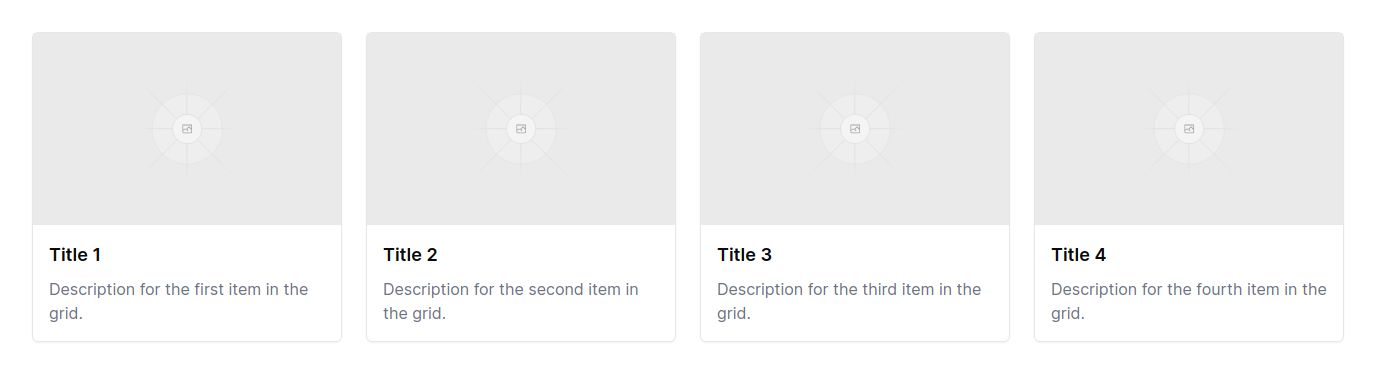 Title 1
Description for the first item in the
grid.
Title 2
Description for the second item in
the grid.
Title 3
Description for the third item in the
grid.
Title 4
Description for the fourth item in the
grid.